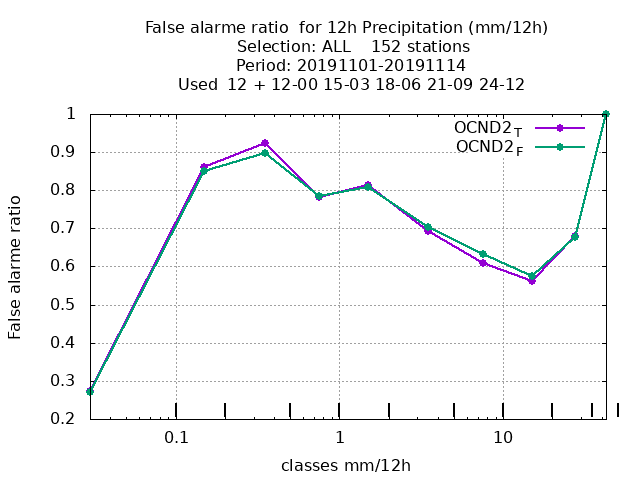 False alarme ratio  for 12h Precipitation (mm/12h)
Selection: ALL    152 stations
Period: 20191101-20191114
Used  12 + 12-00 15-03 18-06 21-09 24-12
OCND2T
OCND2F
False alarme ratio
1
0.9
0.8
0.7
0.6
0.5
0.4
0.3
0.2
0.1 1 10
classes mm/12h